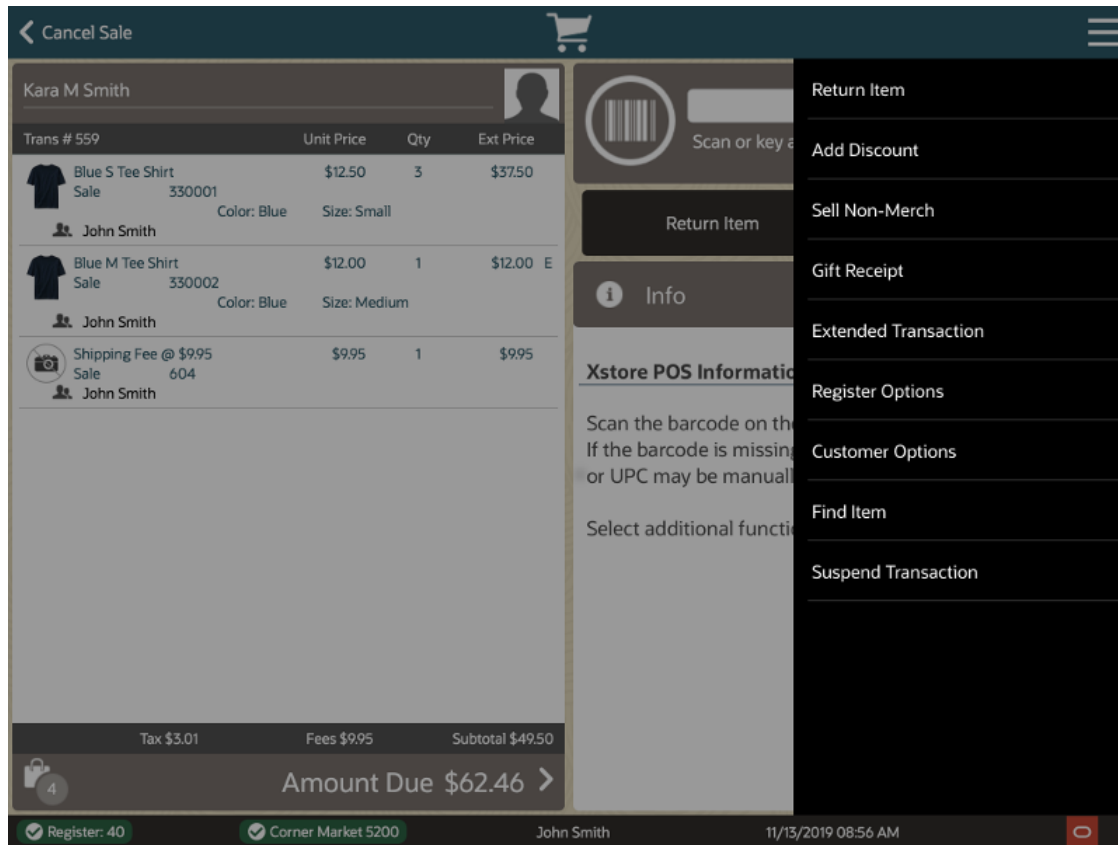 Cancel Sale
Kara M Smith
Trans # 559 Unit Price Qty Ext Price
Blue S Tee Shirt $12.50 3 $37.50
Sale 330001
Color: Blue Size: Small
John Smith
Blue M Tee Shirt $12.00 1 $12.00 E
Sale 330002
Color: Blue Size: Medium
John Smith
Shipping Fee @ $9.95 $9.95 1 $9.95
Sale 604
John Smith
Tax $3.01 Fees $9.95 Subtotal $49.50
4
Amount Due $62.46
Scan or key a
Return Item
i Info
Xstore POS Informatio
Scan the barcode on the
If the barcode is missing
or UPC may be manuall
Select additional functio
Return Item
Add Discount
Sell Non-Merch
Gift Receipt
Extended Transaction
Register Options
Customer Options
Find Item
Suspend Transaction
Register: 40 Corner Market 5200 John Smith 11/13/2019 08:56 AM